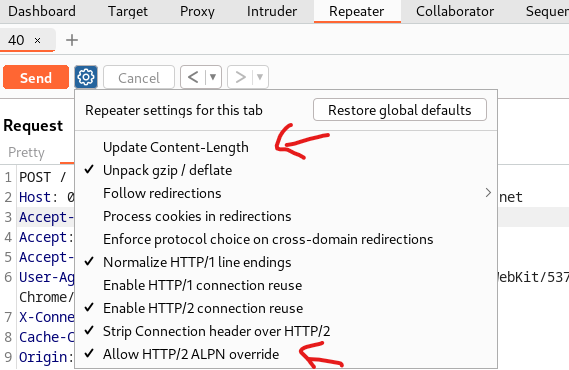 Dashboard Target Proxy Intruder Repeater Collaborator Sequen
40 × +
Send Cancel < >
Repeater settings for this tab Restore global defaults
Request
Pretty
Update Content-Length
✓ Unpack gzip / deflate
Follow redirections >
Process cookies in redirections
Enforce protocol choice on cross-domain redirections
✓ Normalize HTTP/1 line endings
Enable HTTP/1 connection reuse
✓ Enable HTTP/2 connection reuse
✓ Strip Connection header over HTTP/2
✓ Allow HTTP/2 ALPN override
1 POST /
2 Host: 0 net
3 Accept-
4 Accept:
5 Accept-
6 User-Ag WebKit/537
Chrome/
7 X-Conne
8 Cache-C
9 Origin: